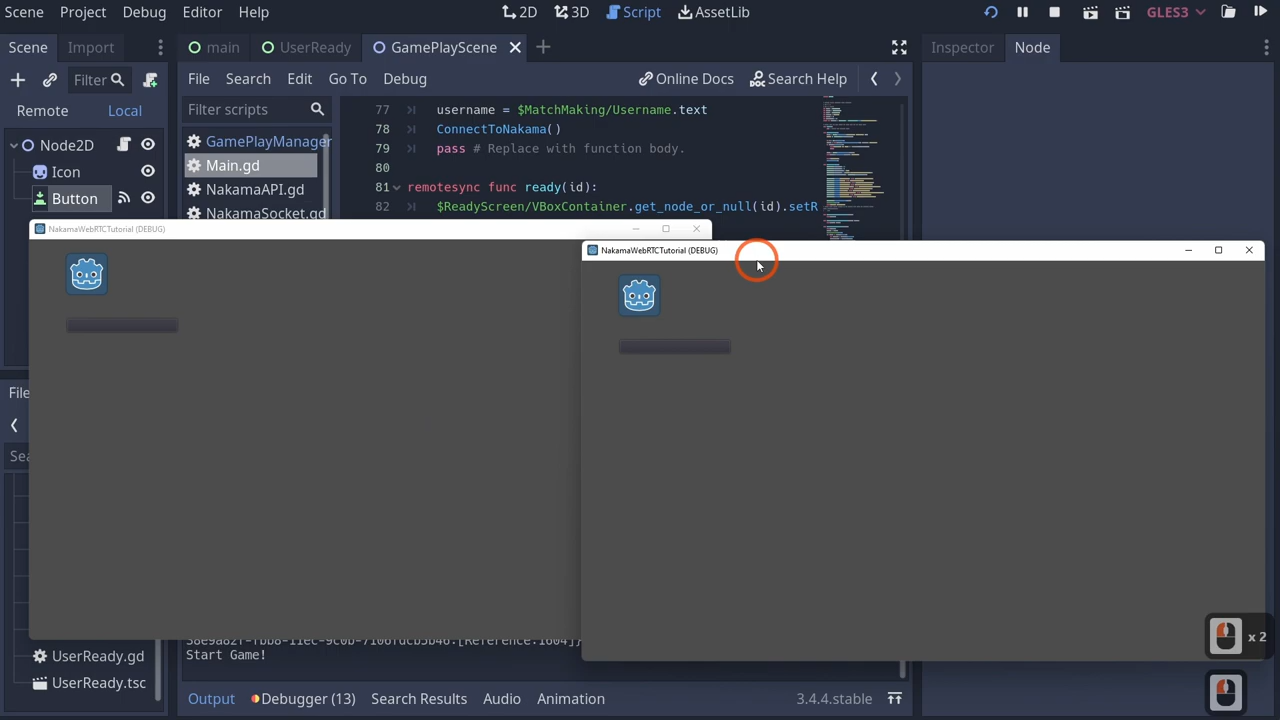 Scene Project Debug Editor Help 2D 3D Script AssetLib GLES3
Scene Import main UserReady GamePlayScene Inspector Node
Filter File Search Edit Go To Debug Online Docs Search Help
Remote Local Filter scripts
Node2D
Icon
Button
GamePlayManager
Main.gd
NakamaAPI.gd
NakamaSocket.gd
77 username = $MatchMaking/Username.text
78 ConnectToNakama()
79 pass # Replace with function body.
80
81 remotesync func ready(id):
82 $ReadyScreen/VBoxContainer.get_node_or_null(id).setR
NakamaWebRTCTutorial (DEBUG)
NakamaWebRTCTutorial (DEBUG)
File
Sea
UserReady.gd
UserReady.tsc
Start Game!
Output Debugger (13) Search Results Audio Animation 3.4.4.stable
x 2